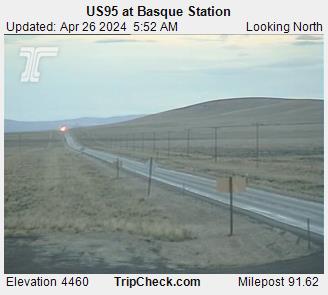 US95 at Basque Station
Updated: Apr 26 2024 5:52 AM Looking North
Elevation 4460 TripCheck.com Milepost 91.62